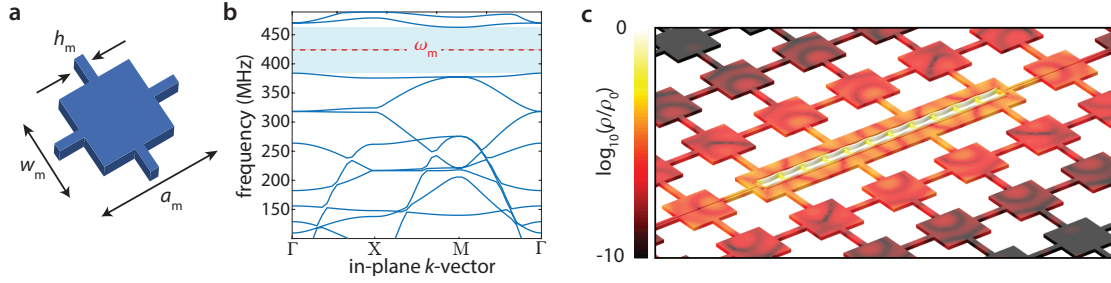 a
h_m
w_m
a_m
b
frequency (MHz)
450
400
350
300
250
200
150
ω_m
Γ
X
M
Γ
in-plane k-vector
c
0
log₁₀(ρ/ρ₀)
-10